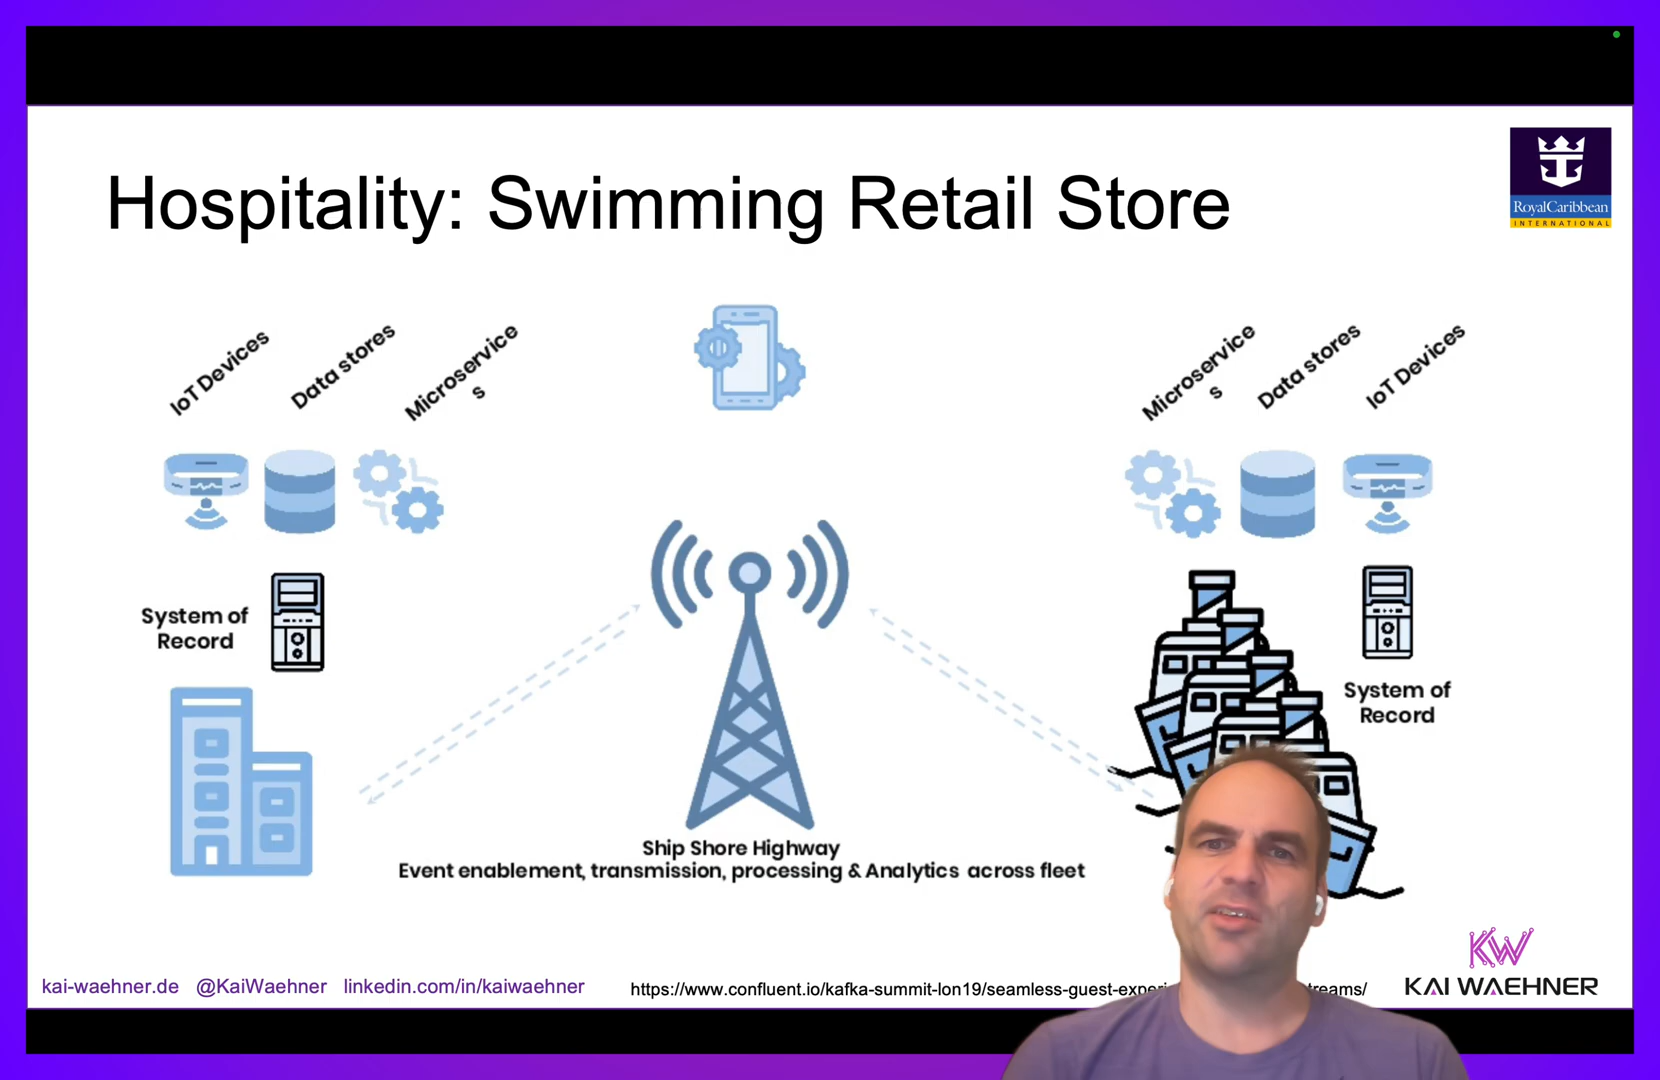 Hospitality: Swimming Retail Store
RoyalCaribbean
INTERNATIONAL
IoT Devices
Data stores
Microservice
s
Microservice
s
Data stores
IoT Devices
System of
Record
System of
Record
Ship Shore Highway
Event enablement, transmission, processing & Analytics across fleet
kai-waehner.de @KaiWaehner linkedin.com/in/kaiwaehner
https://www.confluent.io/kafka-summit-lon19/seamless-guest-experi treams/
KW
KAI WAEHNER